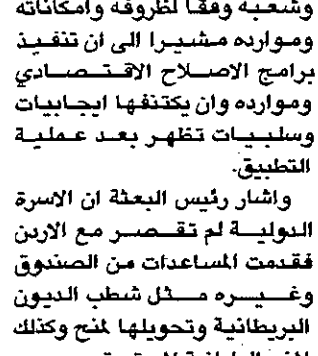 وشعبه وفقا لظروفه وامكاناته
وموارده مشيرا الى ان تنفيذ
برامج الاصلاح الاقتصادي
وموارده وان يكتنفها ايجابيات
وسلبيات تظهر بعد عملية
التطبيق.
واشار رئيس البعثة ان الاسرة
الدولية لم تقصر مع الاردن
فقدمت المساعدات من الصندوق
وغيره مثل شطب الديون
البريطانية وتحويلها لمنح وكذلك